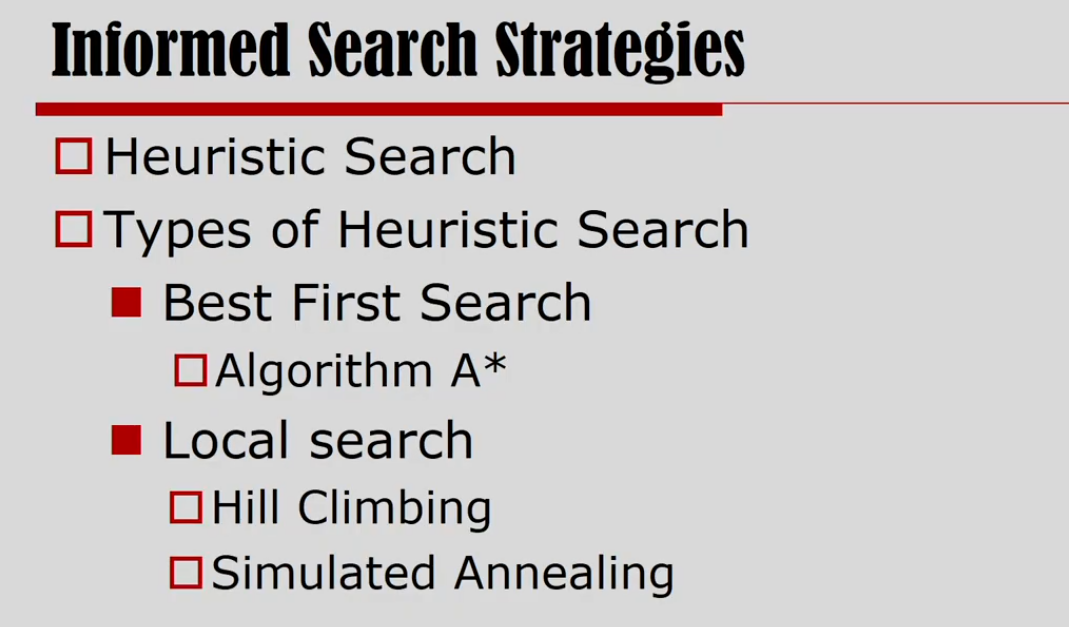 Informed Search Strategies
Heuristic Search
Types of Heuristic Search
Best First Search
Algorithm A*
Local search
Hill Climbing
Simulated Annealing